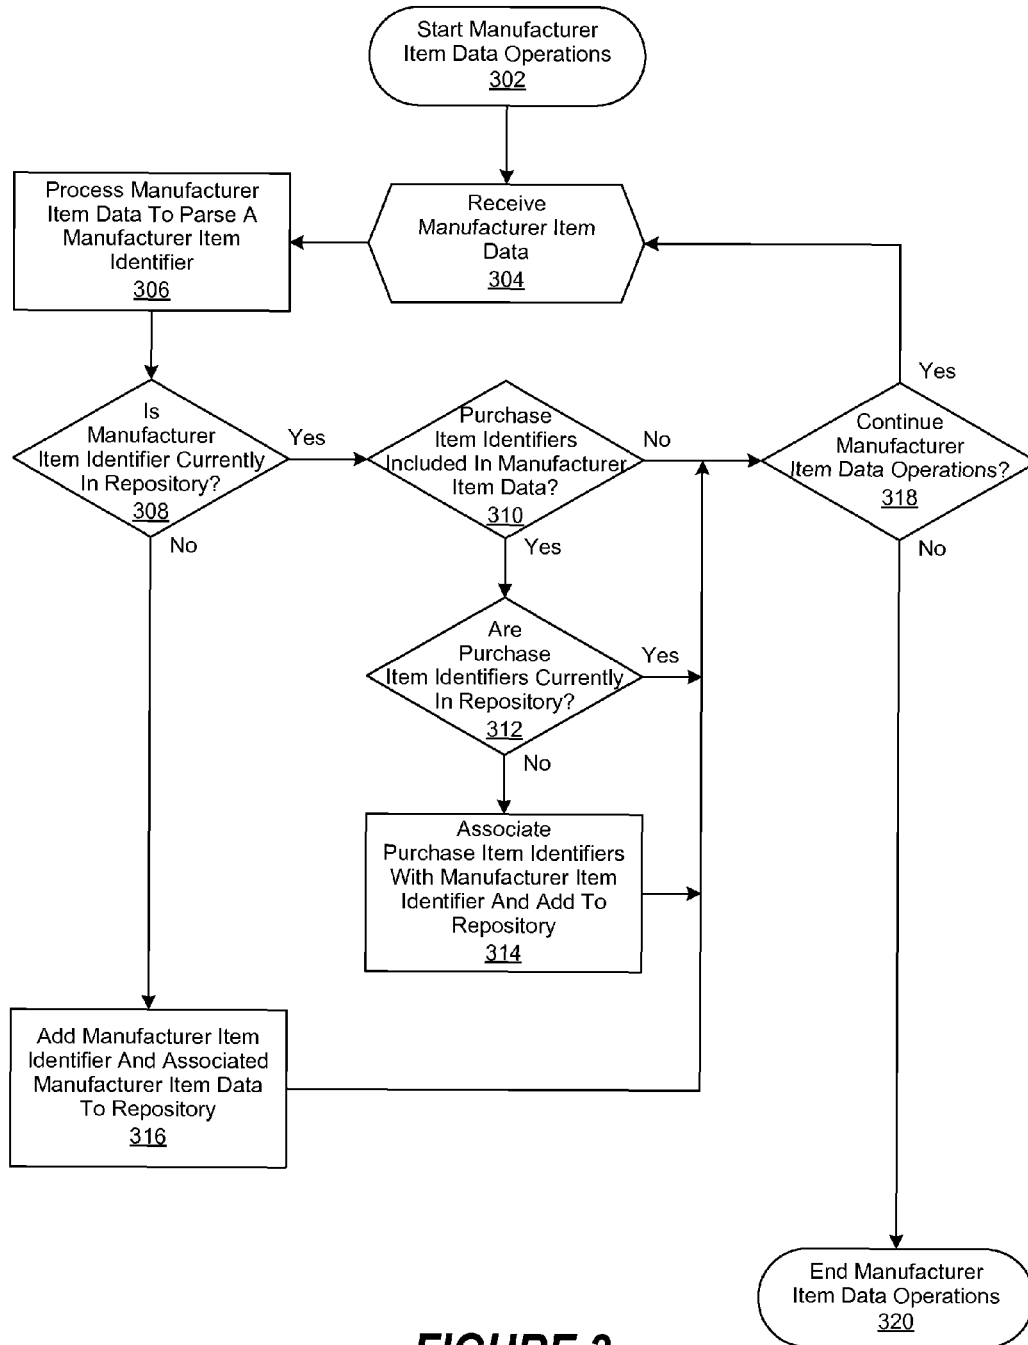 Start Manufacturer
Item Data Operations
302
Process Manufacturer
Item Data To Parse A
Manufacturer Item
Identifier
306
Receive
Manufacturer Item
Data
304
Is
Manufacturer
Item Identifier Currently
In Repository?
308
Yes
No
Purchase
Item Identifiers
Included In Manufacturer
Item Data?
310
No
Yes
Continue
Manufacturer
Item Data Operations?
318
Yes
No
Are
Purchase
Item Identifiers Currently
In Repository?
312
Yes
No
Associate
Purchase Item Identifiers
With Manufacturer Item
Identifier And Add To
Repository
314
Add Manufacturer Item
Identifier And Associated
Manufacturer Item Data
To Repository
316
End Manufacturer
Item Data Operations
320
FIGURE